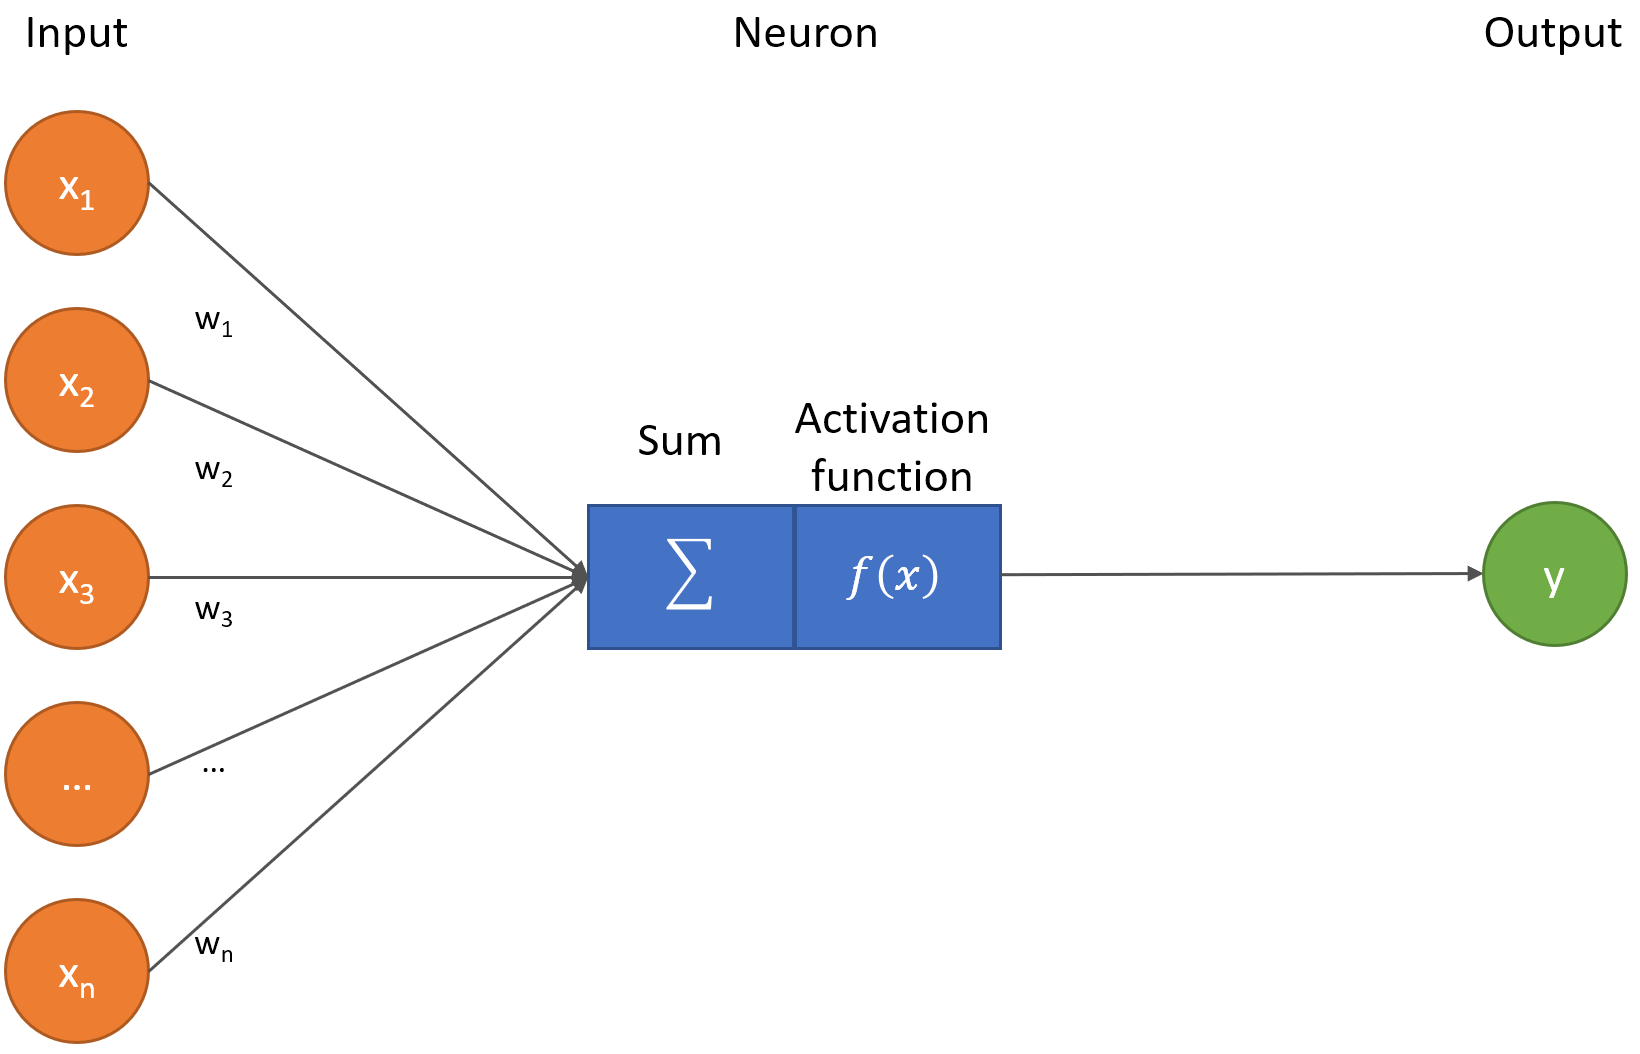 Input
Neuron
Output
x₁
w₁
x₂
w₂
Sum
Activation
function
x₃
w₃
∑
f(x)
y
...
...
xₙ
wₙ